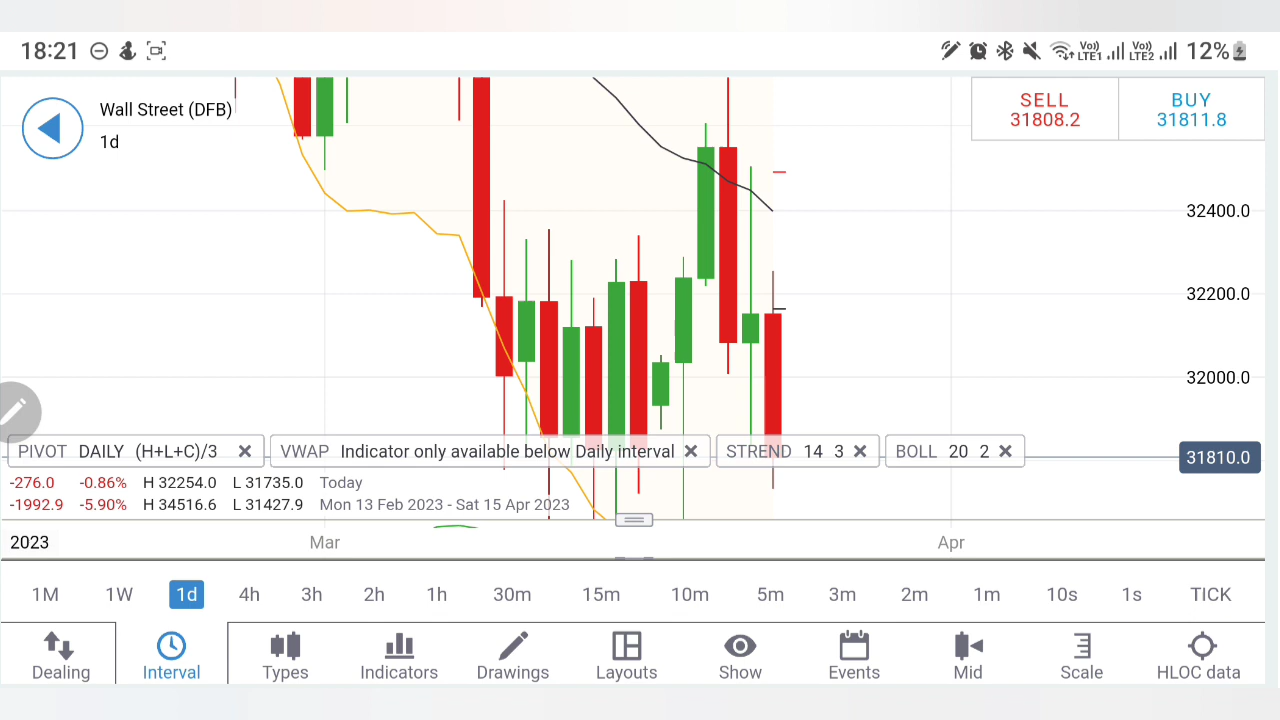 18:21 Vo) LTE1 Vo) LTE2 12%
Wall Street (DFB)
1d
SELL BUY
31808.2 31811.8
32400.0
32200.0
32000.0
31810.0
PIVOT DAILY (H+L+C)/3 VWAP Indicator only available below Daily interval STREND 14 3 BOLL 20 2
-276.0 -0.86% H 32254.0 L 31735.0 Today
-1992.9 -5.90% H 34516.6 L 31427.9 Mon 13 Feb 2023 - Sat 15 Apr 2023
2023 Mar Apr
1M 1W 1d 4h 3h 2h 1h 30m 15m 10m 5m 3m 2m 1m 10s 1s TICK
Dealing Interval Types Indicators Drawings Layouts Show Events Mid Scale HLOC data